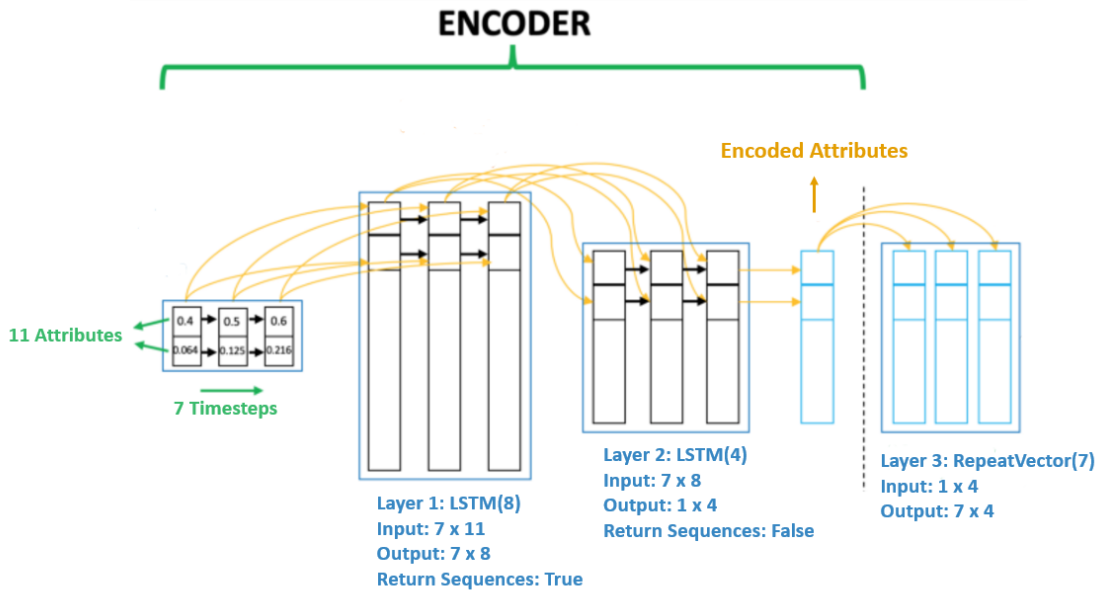 ENCODER
Encoded Attributes
0.4 0.5 0.6
11 Attributes
0.064 0.125 0.216
7 Timesteps
Layer 1: LSTM(8)
Input: 7 x 11
Output: 7 x 8
Return Sequences: True
Layer 2: LSTM(4)
Input: 7 x 8
Output: 1 x 4
Return Sequences: False
Layer 3: RepeatVector(7)
Input: 1 x 4
Output: 7 x 4